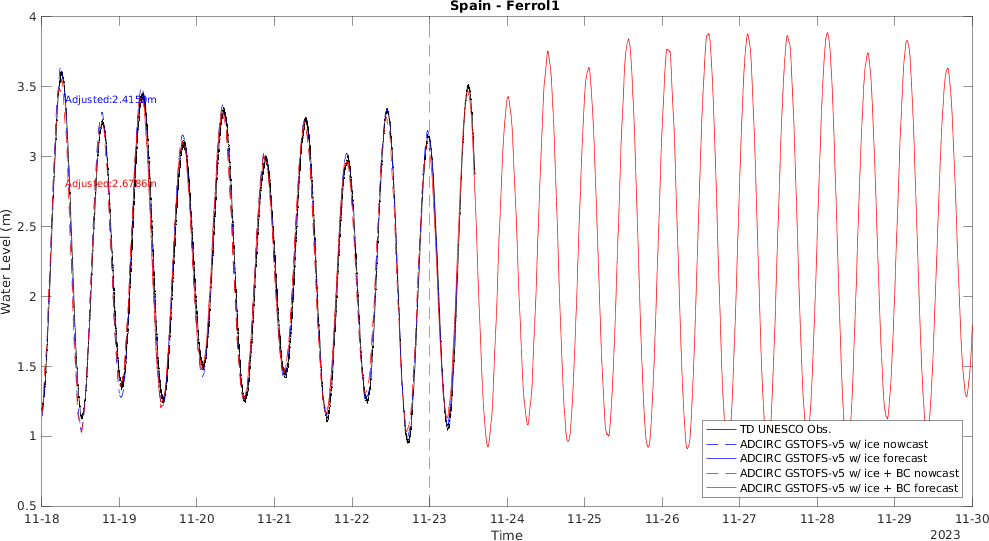 Spain - Ferrol1
4
3.5
3
2.5
2
1.5
1
0.5
Water Level (m)
Adjusted:2.4159m
Adjusted:2.6786m
TD UNESCO Obs.
ADCIRC GSTOFS-v5 w/ ice nowcast
ADCIRC GSTOFS-v5 w/ ice forecast
ADCIRC GSTOFS-v5 w/ ice + BC nowcast
ADCIRC GSTOFS-v5 w/ ice + BC forecast
11-18 11-19 11-20 11-21 11-22 11-23 11-24 11-25 11-26 11-27 11-28 11-29 11-30
Time
2023